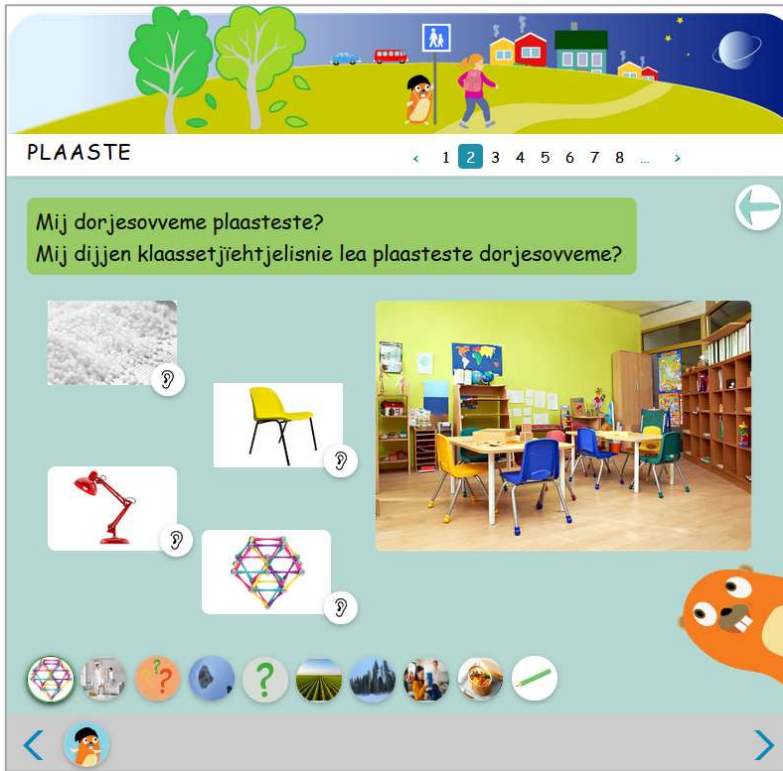 PLAASTE
‹ 1 2 3 4 5 6 7 8 ... ›
Mij dorjesovveme plaasteste?
Mij dijjen klaassetjïehtjelisnie lea plaasteste dorjesovveme?
? ? ?
?